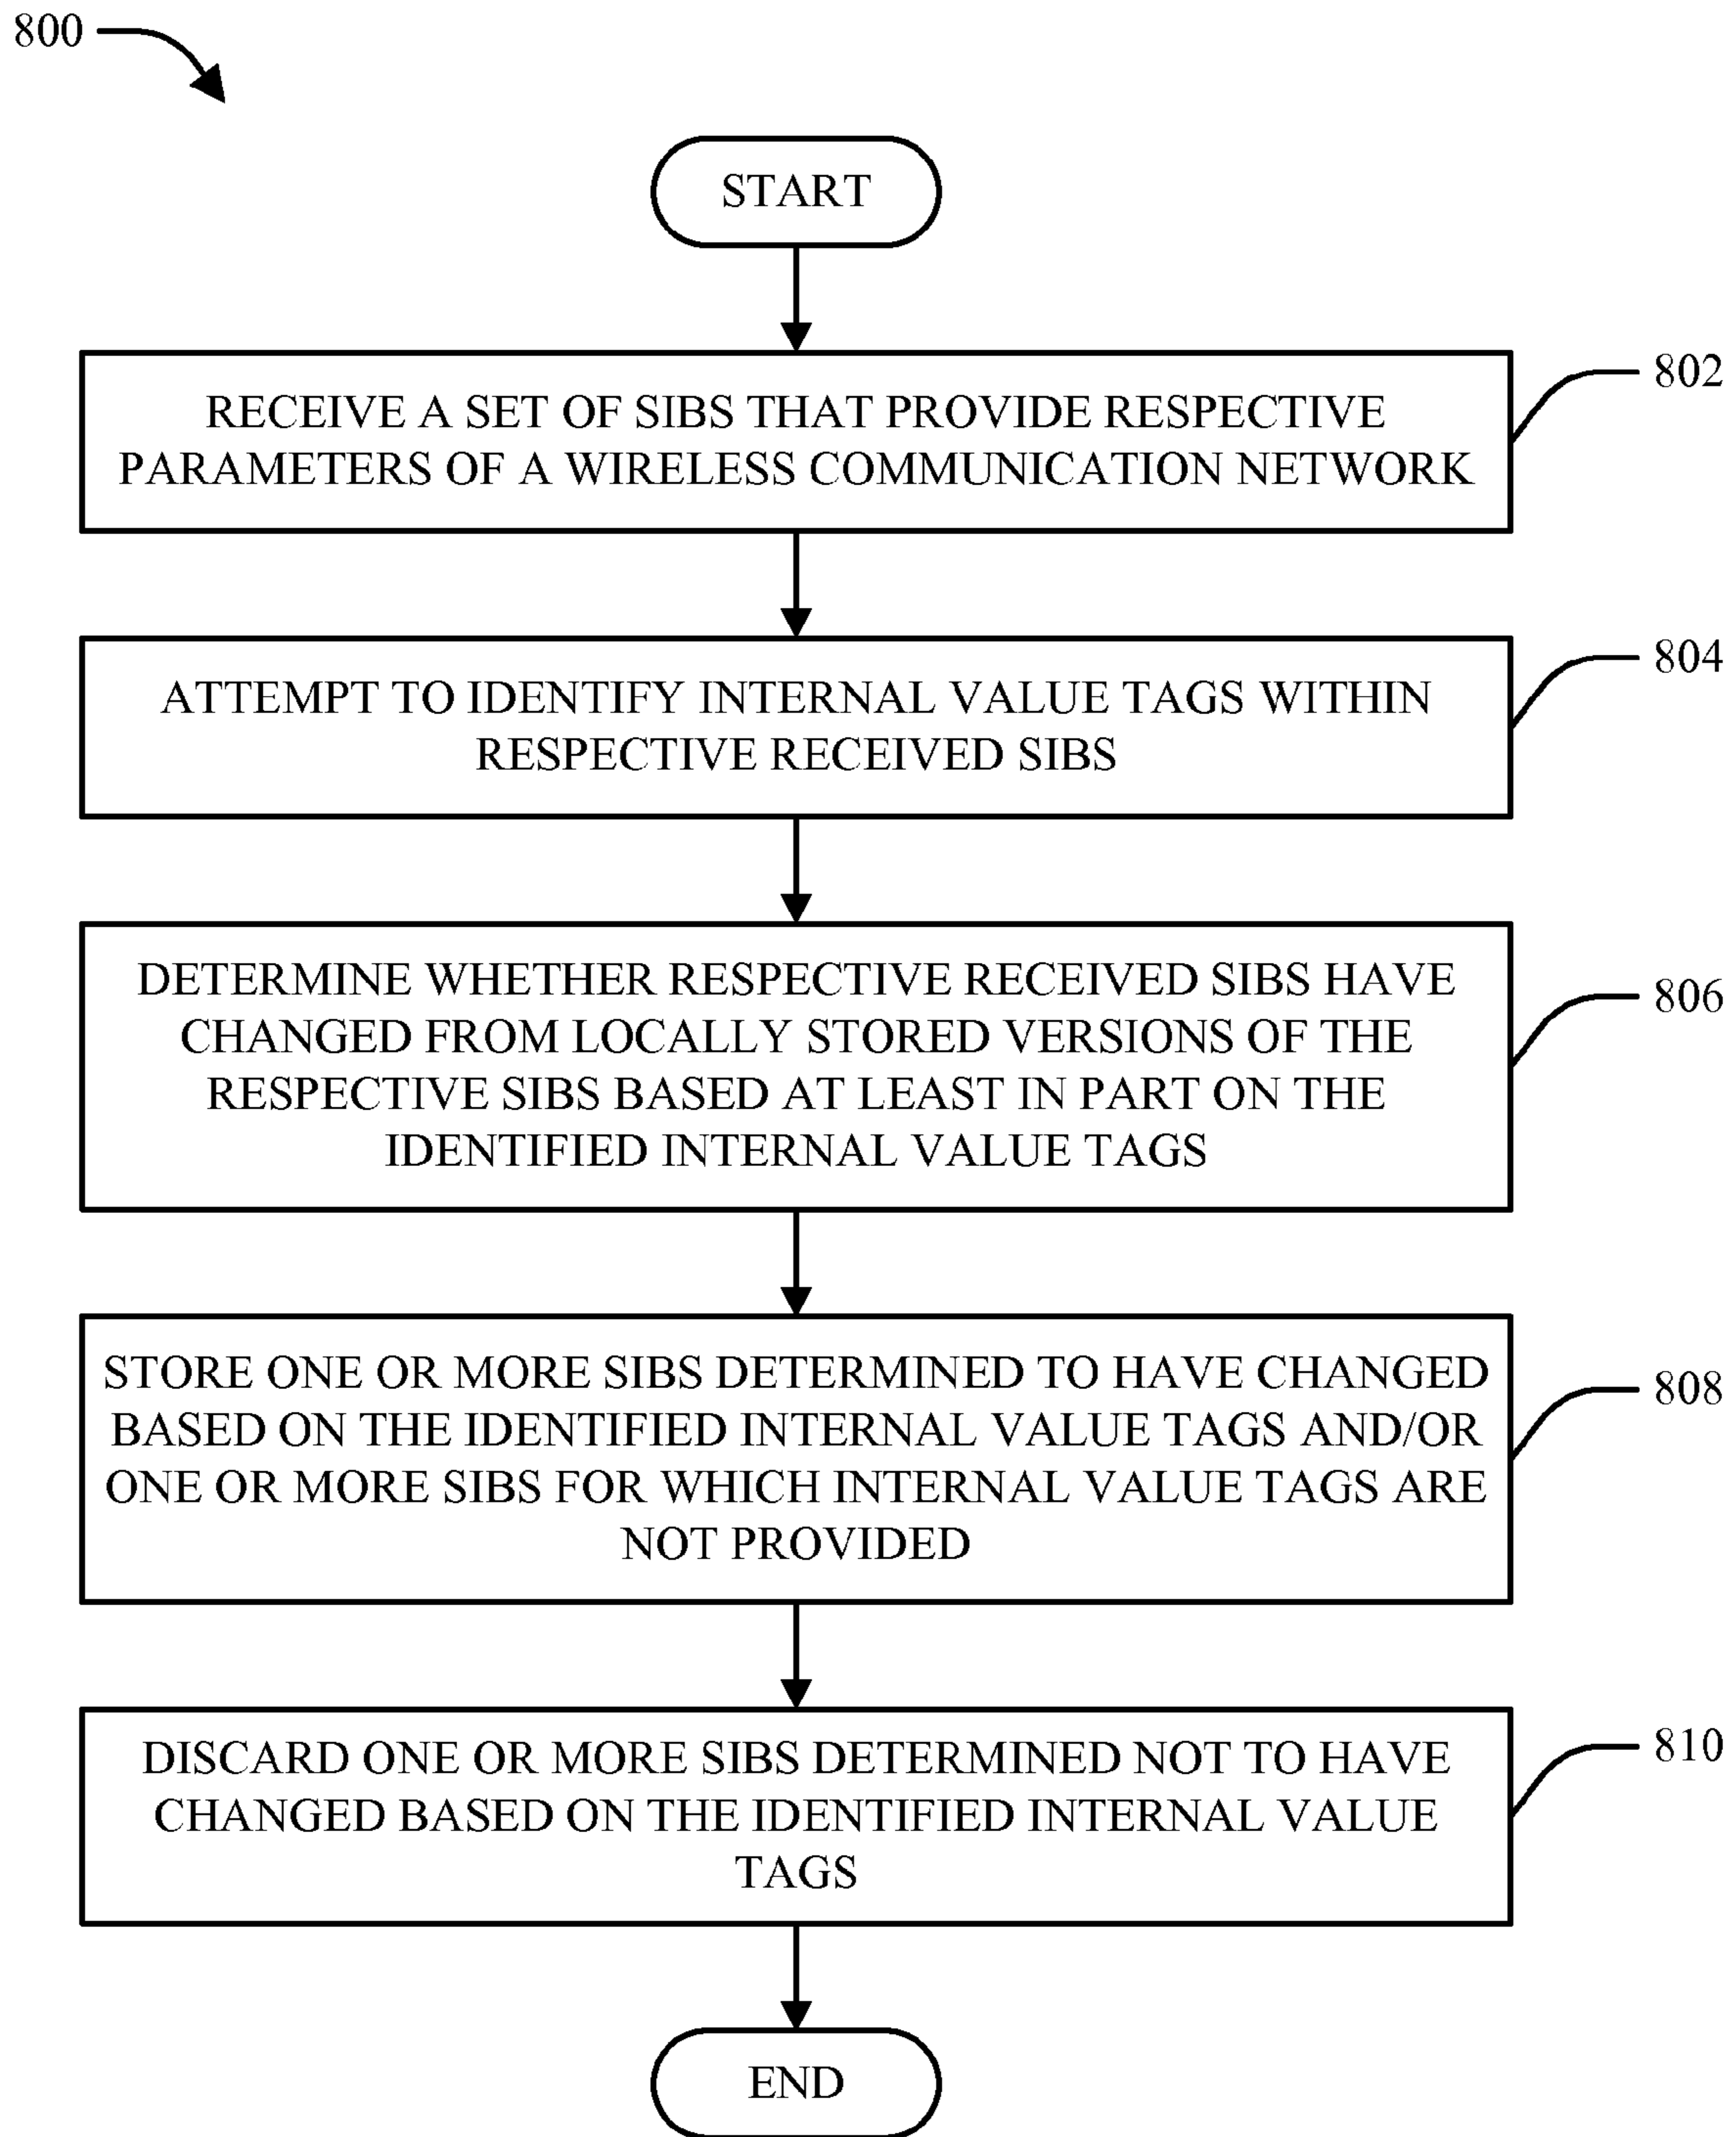 800
START
RECEIVE A SET OF SIBS THAT PROVIDE RESPECTIVE
PARAMETERS OF A WIRELESS COMMUNICATION NETWORK
802
ATTEMPT TO IDENTIFY INTERNAL VALUE TAGS WITHIN
RESPECTIVE RECEIVED SIBS
804
DETERMINE WHETHER RESPECTIVE RECEIVED SIBS HAVE
CHANGED FROM LOCALLY STORED VERSIONS OF THE
RESPECTIVE SIBS BASED AT LEAST IN PART ON THE
IDENTIFIED INTERNAL VALUE TAGS
806
STORE ONE OR MORE SIBS DETERMINED TO HAVE CHANGED
BASED ON THE IDENTIFIED INTERNAL VALUE TAGS AND/OR
ONE OR MORE SIBS FOR WHICH INTERNAL VALUE TAGS ARE
NOT PROVIDED
808
DISCARD ONE OR MORE SIBS DETERMINED NOT TO HAVE
CHANGED BASED ON THE IDENTIFIED INTERNAL VALUE
TAGS
810
END